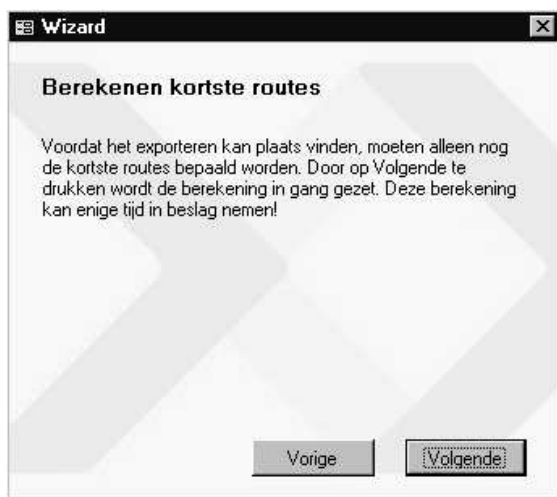 Wizard
Berekenen kortste routes
Voordat het exporteren kan plaats vinden, moeten alleen nog
de kortste routes bepaald worden. Door op Volgende te
drukken wordt de berekening in gang gezet. Deze berekening
kan enige tijd in beslag nemen!
Vorige
Volgende